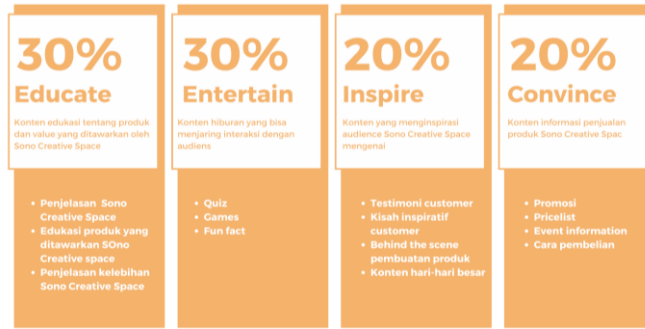 30%
Educate
Konten edukasi tentang produk
dan value yang ditawarkan oleh
Sono Creative Space
Penjelasan Sono
Creative Space
Edukasi produk yang
ditawarkan SOno
Creative space
Penjelasan kelebihan
Sono Creative Space
30%
Entertain
Konten hiburan yang bisa
menjaring interaksi dengan
audiens
Quiz
Games
Fun fact
20%
Inspire
Konten yang menginspirasi
audience Sono Creative Space
mengenai
Testimoni customer
Kisah inspiratif
customer
Behind the scene
pembuatan produk
Konten hari-hari besar
20%
Convince
Konten informasi penjualan
produk Sono Creative Spac
Promosi
Pricelist
Event information
Cara pembelian